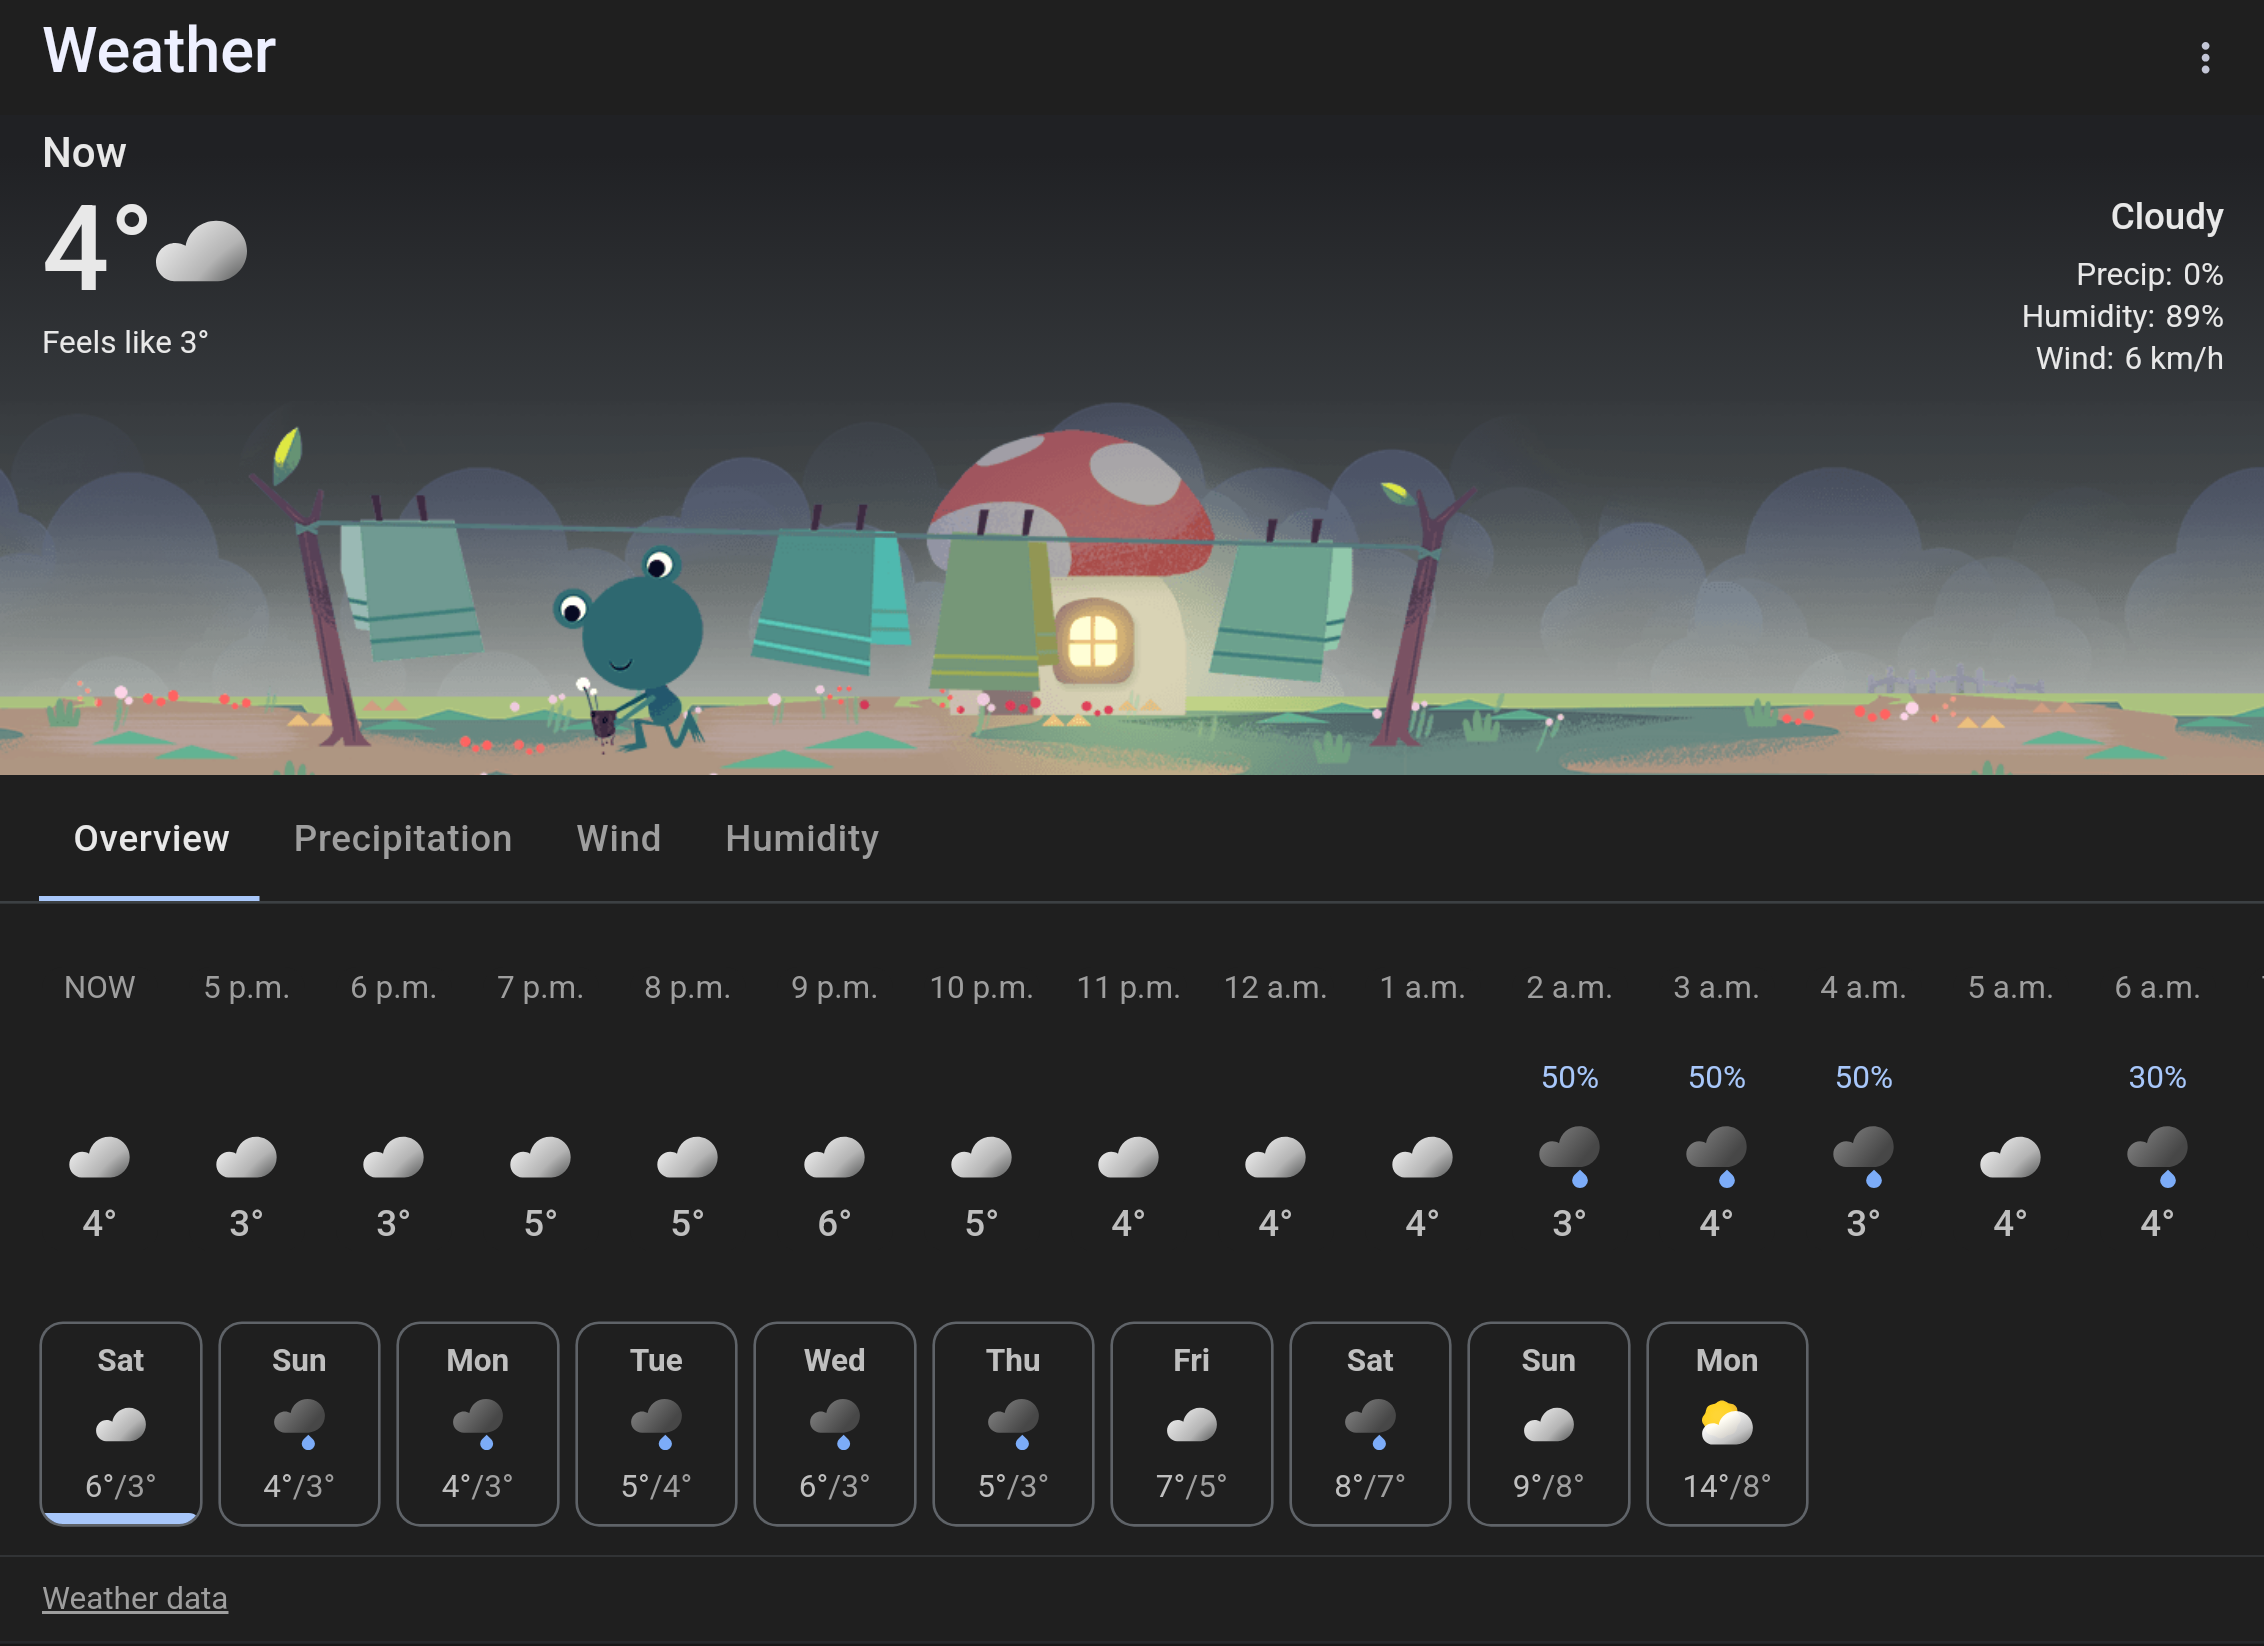 Weather
Now
4°
Feels like 3°
Cloudy
Precip: 0%
Humidity: 89%
Wind: 6 km/h
Overview Precipitation Wind Humidity
NOW 5 p.m. 6 p.m. 7 p.m. 8 p.m. 9 p.m. 10 p.m. 11 p.m. 12 a.m. 1 a.m. 2 a.m. 3 a.m. 4 a.m. 5 a.m. 6 a.m.
50% 50% 50% 30%
4° 3° 3° 5° 5° 6° 5° 4° 4° 4° 3° 4° 3° 4° 4°
Sat Sun Mon Tue Wed Thu Fri Sat Sun Mon
6°/3° 4°/3° 4°/3° 5°/4° 6°/3° 5°/3° 7°/5° 8°/7° 9°/8° 14°/8°
Weather data